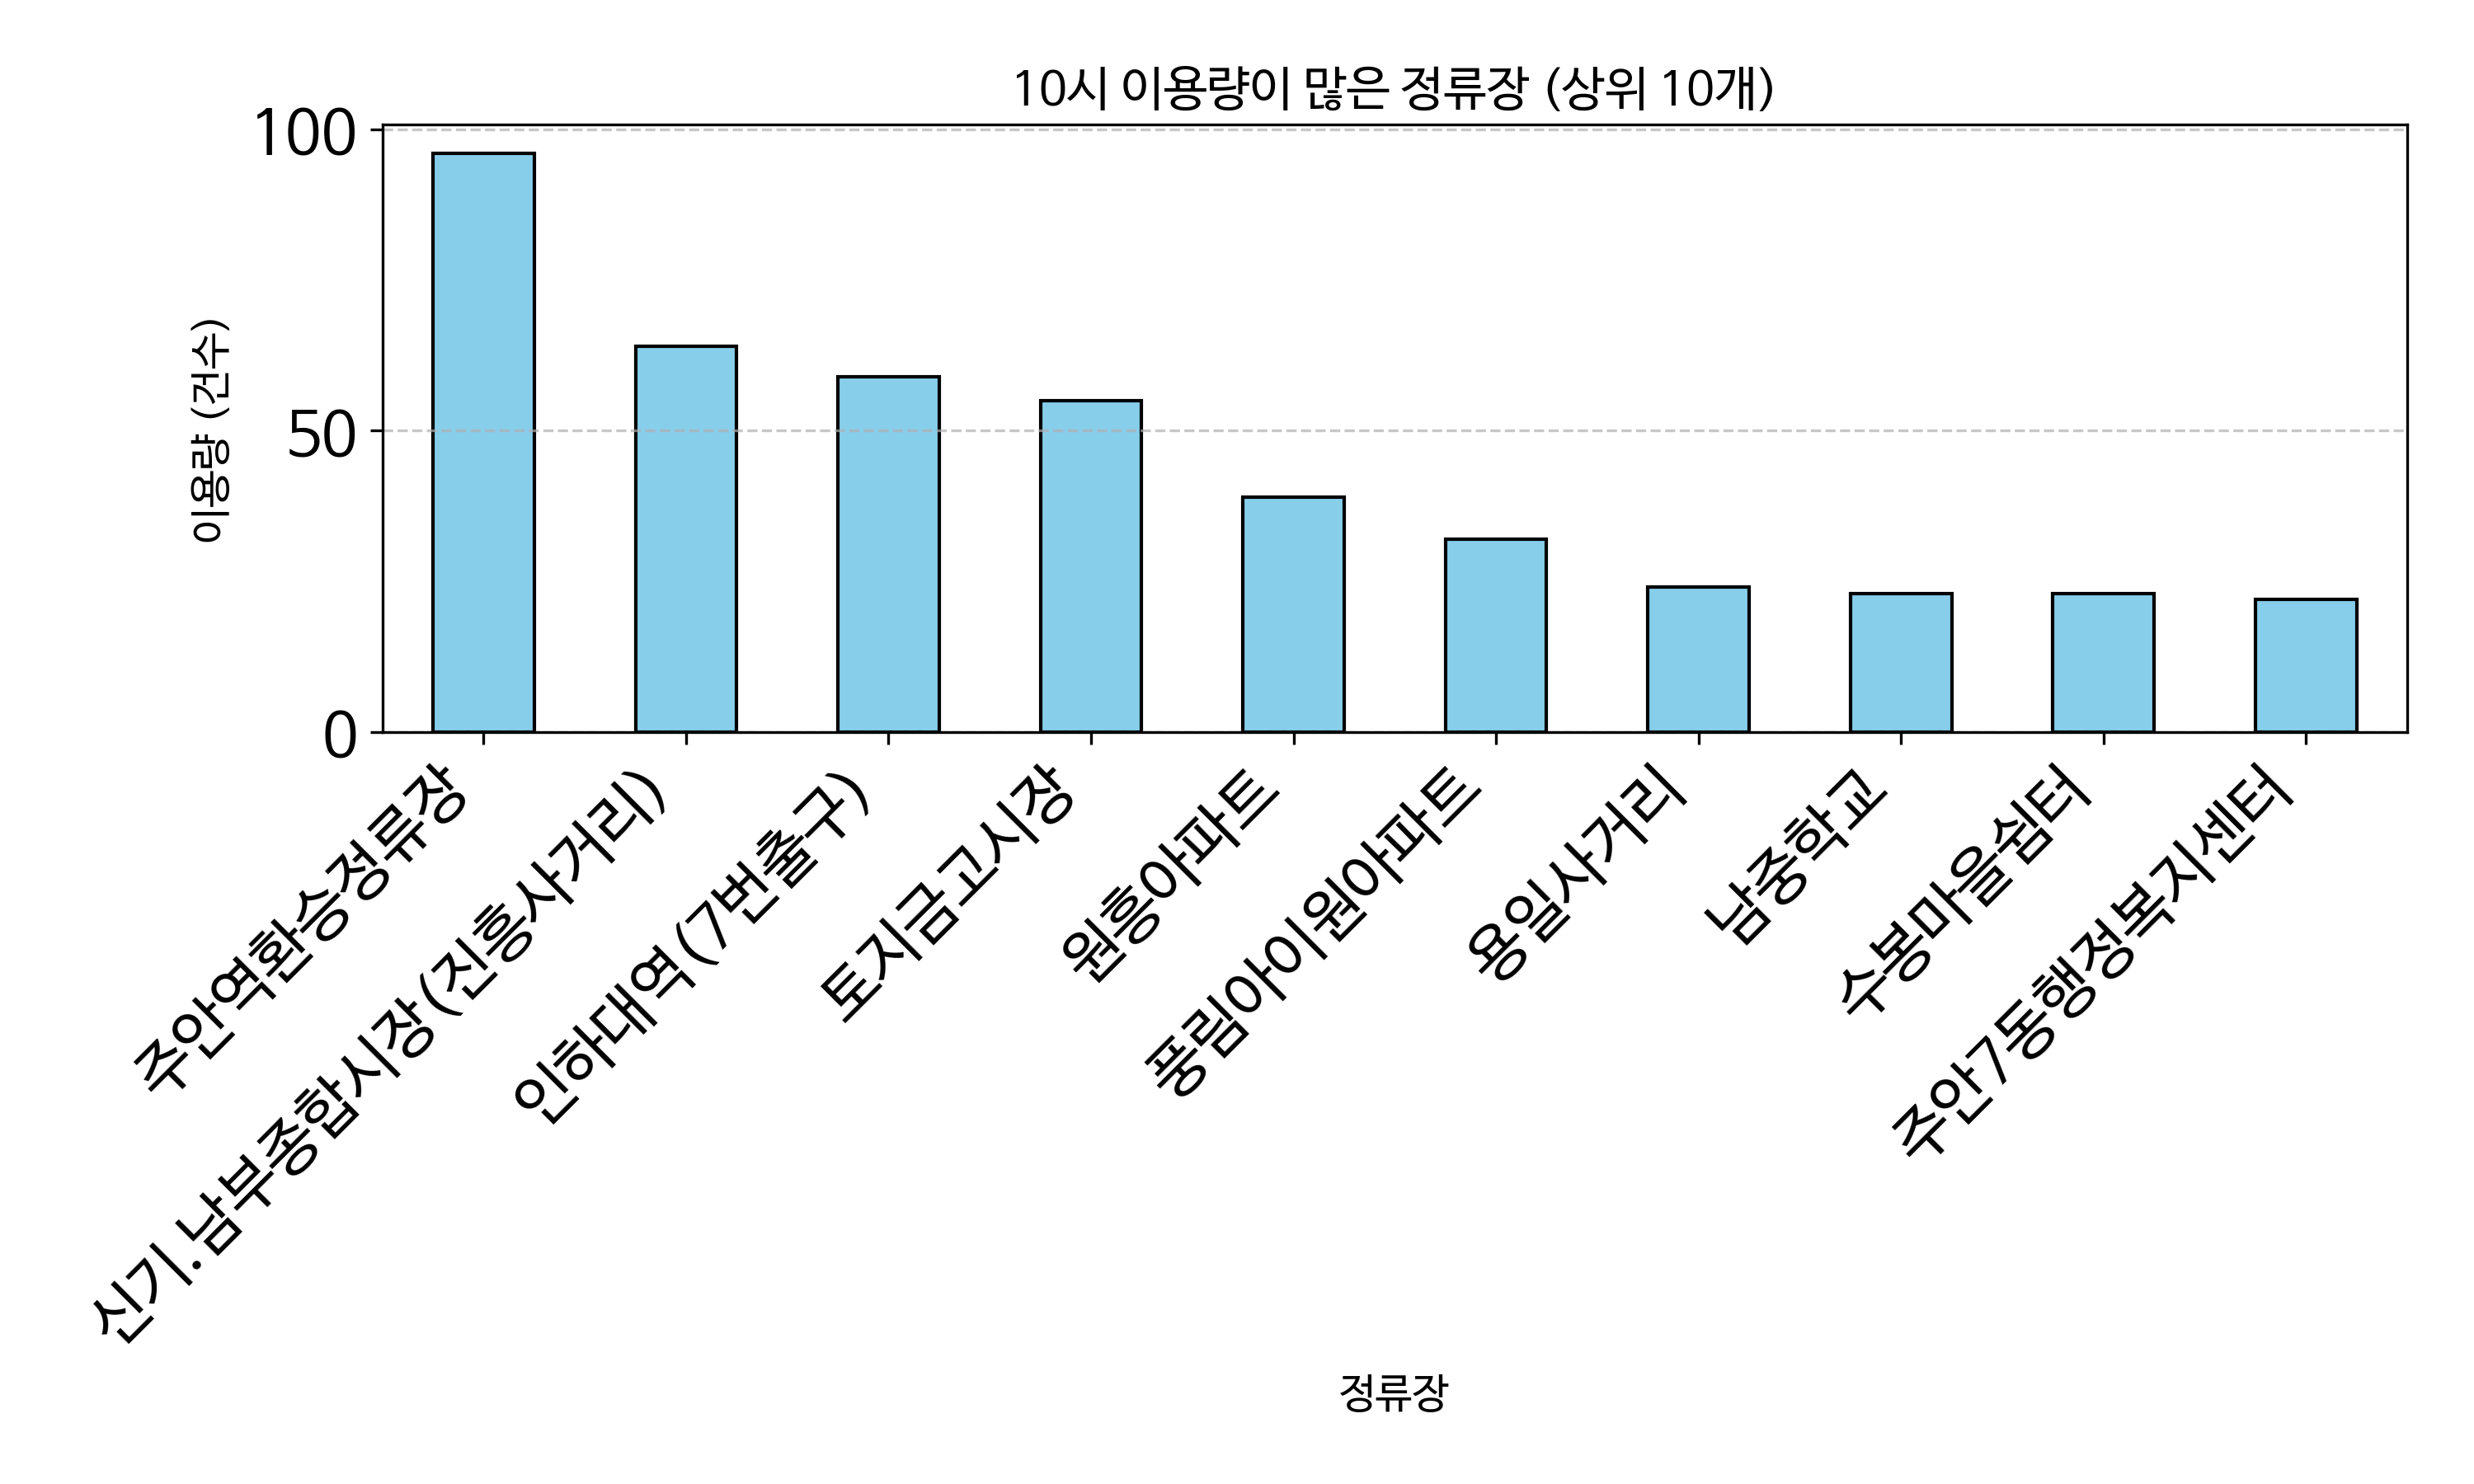 10시 이용량이 많은 정류장 (상위 10개)
이용량 (건수)
100
50
0
주안역환승정류장
신기.남부종합시장(진흥사거리)
인하대역(7번출구)
토지금고시장
원흥아파트
풍림아이원아파트
용일사거리
남중학교
수봉마을쉼터
주안7동행정복지센터
정류장